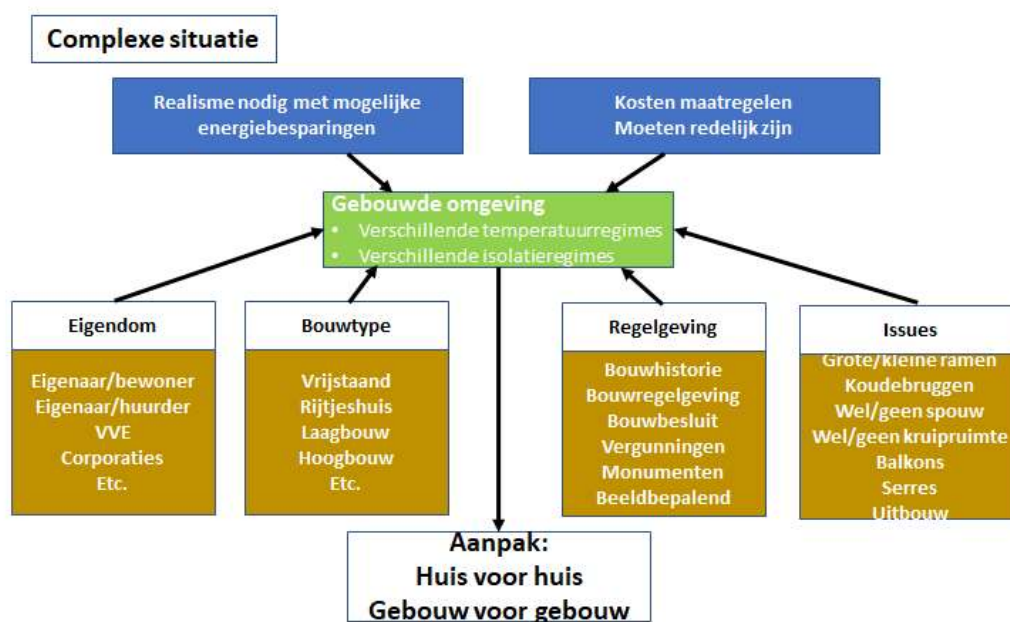 Complexe situatie
Realisme nodig met mogelijke
energiebesparingen
Kosten maatregelen
Moeten redelijk zijn
Gebouwde omgeving
• Verschillende temperatuurregimes
• Verschillende isolatieregimes
Eigendom
Eigenaar/bewoner
Eigenaar/huurder
VVE
Corporaties
Etc.
Bouwtype
Vrijstaand
Rijtjeshuis
Laagbouw
Hoogbouw
Etc.
Regelgeving
Bouwhistorie
Bouwregelgeving
Bouwbesluit
Vergunningen
Monumenten
Beeldbepalend
Issues
Grote/kleine ramen
Koudebruggen
Wel/geen spouw
Wel/geen kruipruimte
Balkons
Serres
Uitbouw
Aanpak:
Huis voor huis
Gebouw voor gebouw